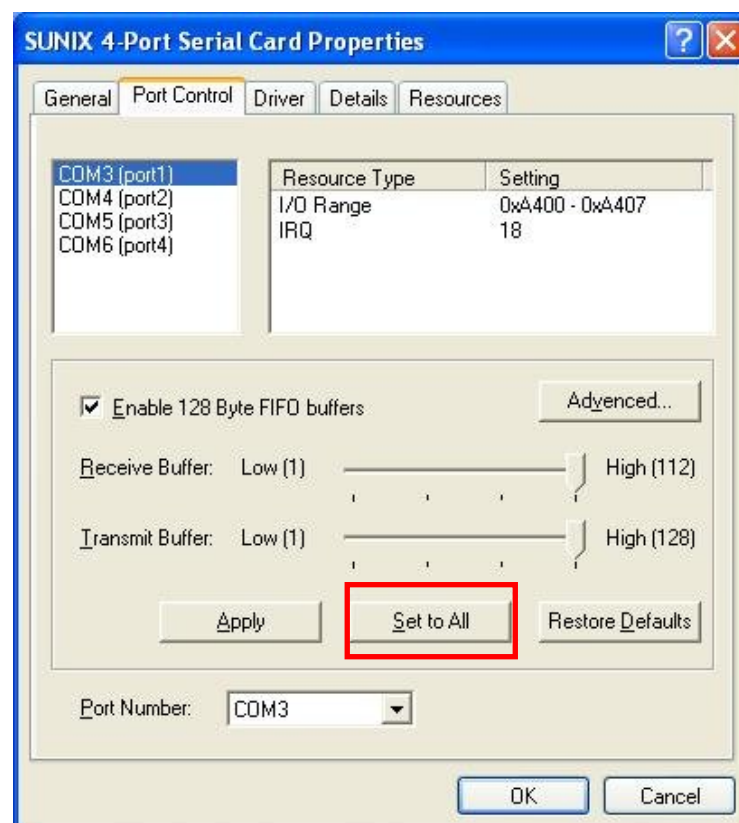 SUNIX 4-Port Serial Card Properties
General Port Control Driver Details Resources
COM3 (port1)
COM4 (port2)
COM5 (port3)
COM6 (port4)
Resource Type Setting
I/O Range 0xA400 - 0xA407
IRQ 18
Enable 128 Byte FIFO buffers
Advenced...
Receive Buffer: Low (1) High (112)
Transmit Buffer: Low (1) High (128)
Apply Set to All Restore Defaults
Port Number: COM3
OK Cancel